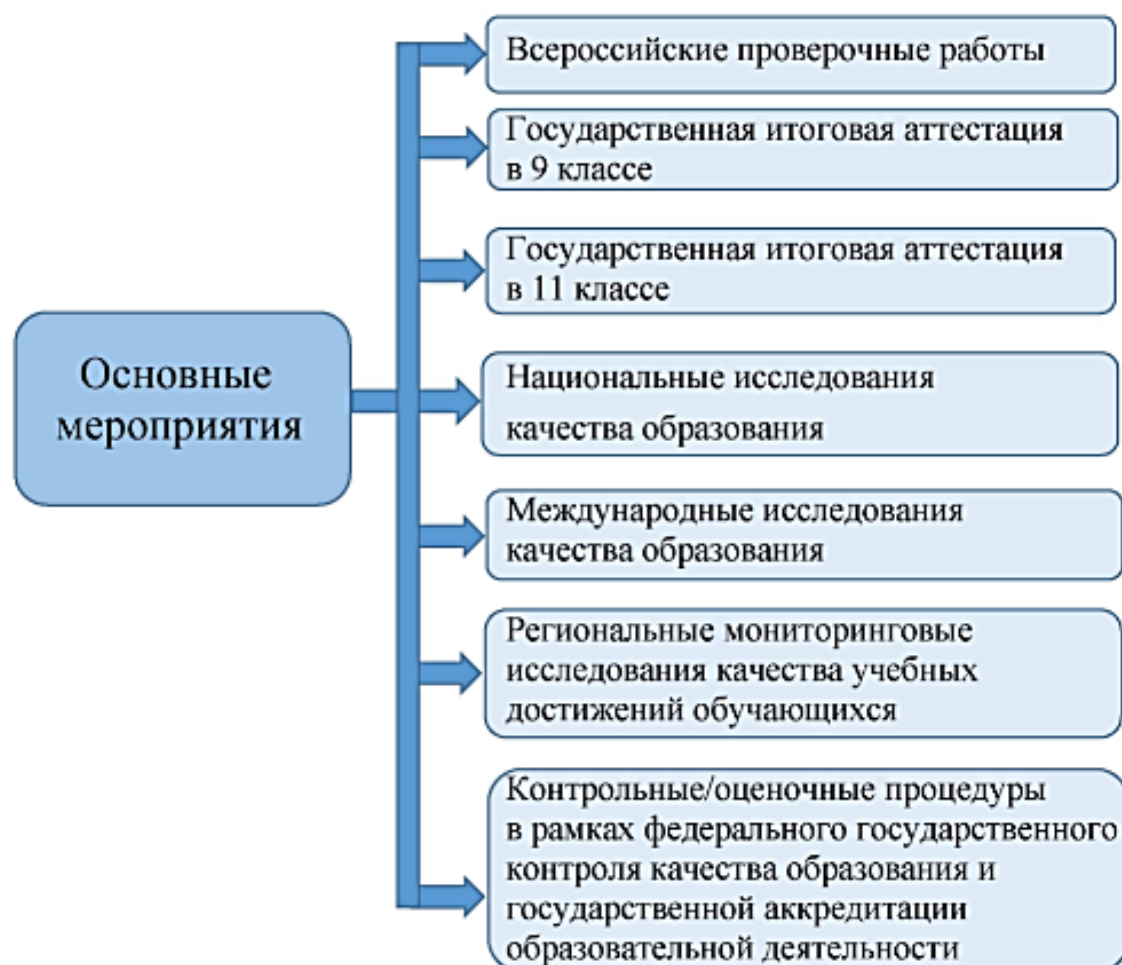 Основные
мероприятия
Всероссийские проверочные работы
Государственная итоговая аттестация
в 9 классе
Государственная итоговая аттестация
в 11 классе
Национальные исследования
качества образования
Международные исследования
качества образования
Региональные мониторинговые
исследования качества учебных
достижений обучающихся
Контрольные/оценочные процедуры
в рамках федерального государственного
контроля качества образования и
государственной аккредитации
образовательной деятельности